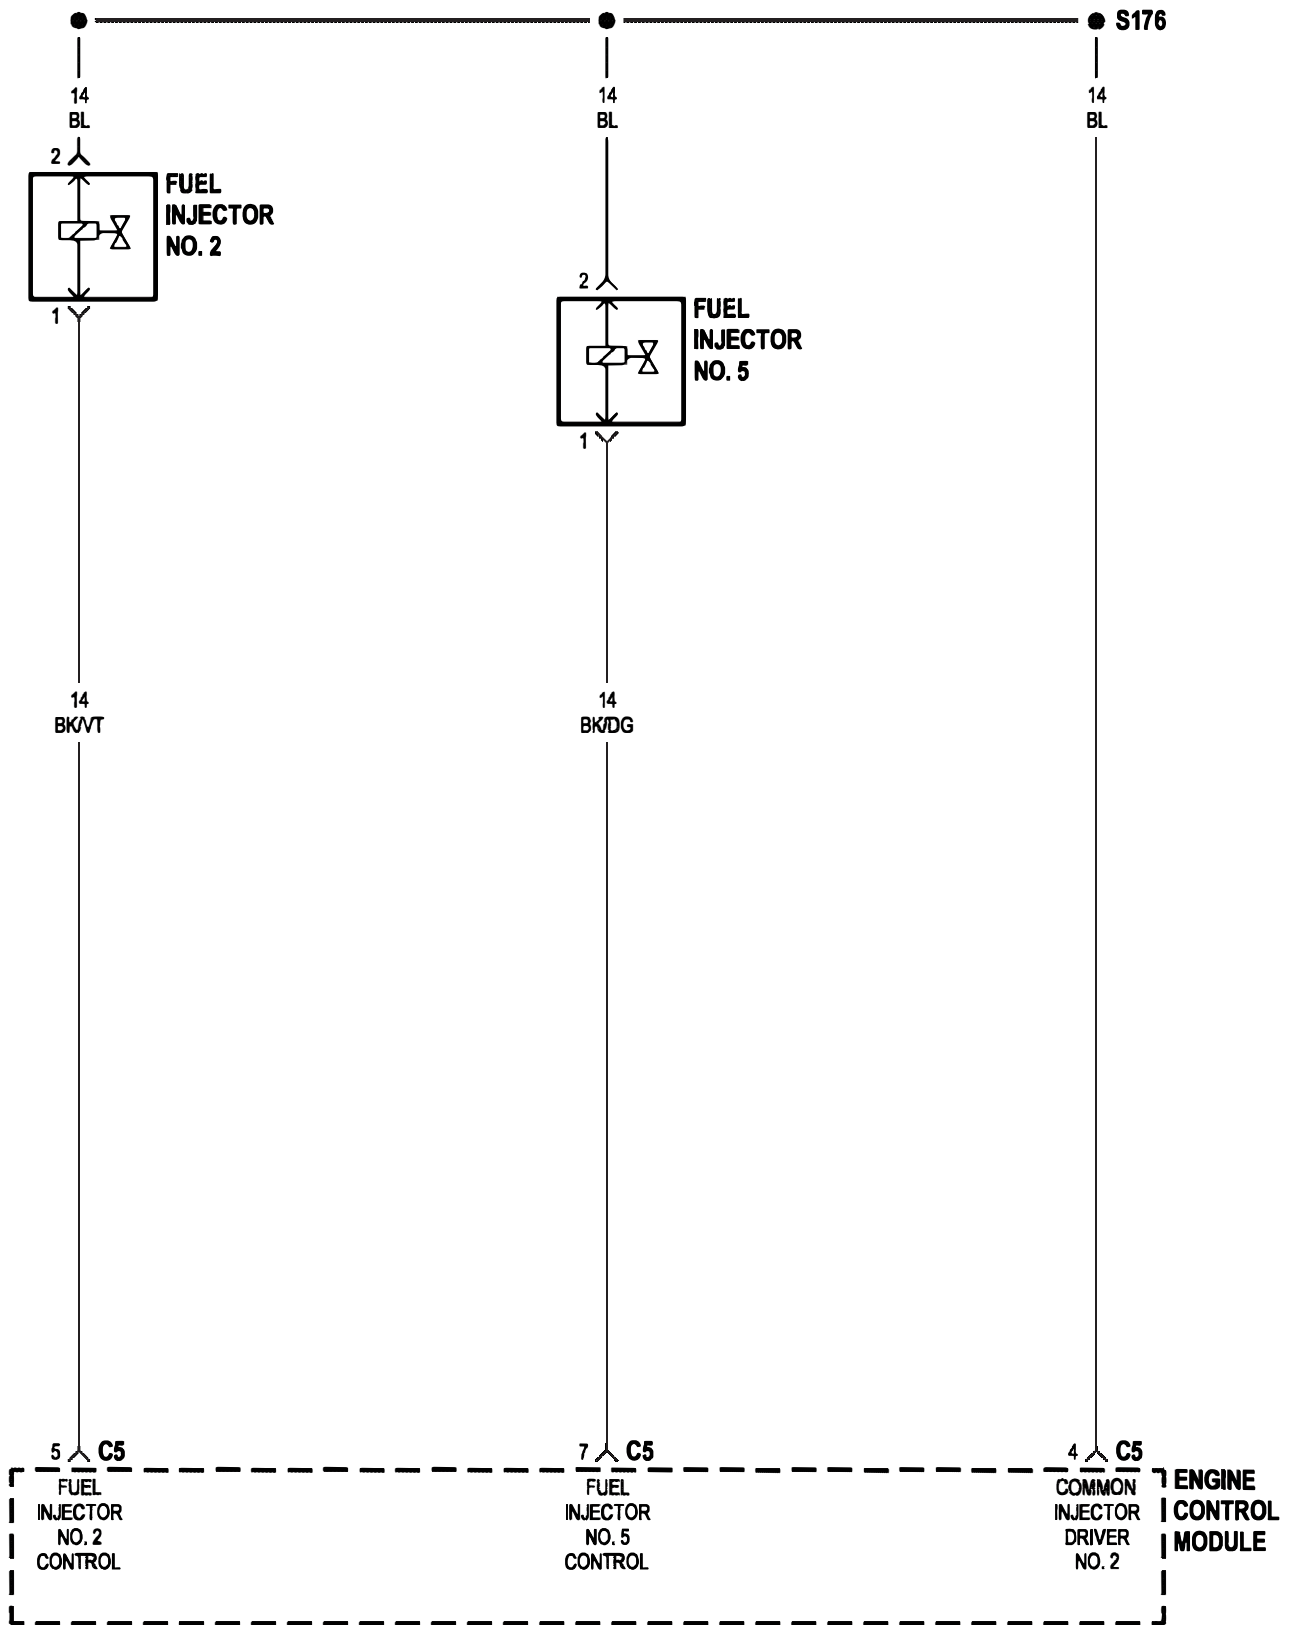 S176
14
BL
14
BL
14
BL
2
FUEL
INJECTOR
NO. 2
1
2
FUEL
INJECTOR
NO. 5
1
14
BK/VT
14
BK/DG
5
C5
7
C5
4
C5
FUEL
INJECTOR
NO. 2
CONTROL
FUEL
INJECTOR
NO. 5
CONTROL
COMMON
INJECTOR
DRIVER
NO. 2
ENGINE
CONTROL
MODULE